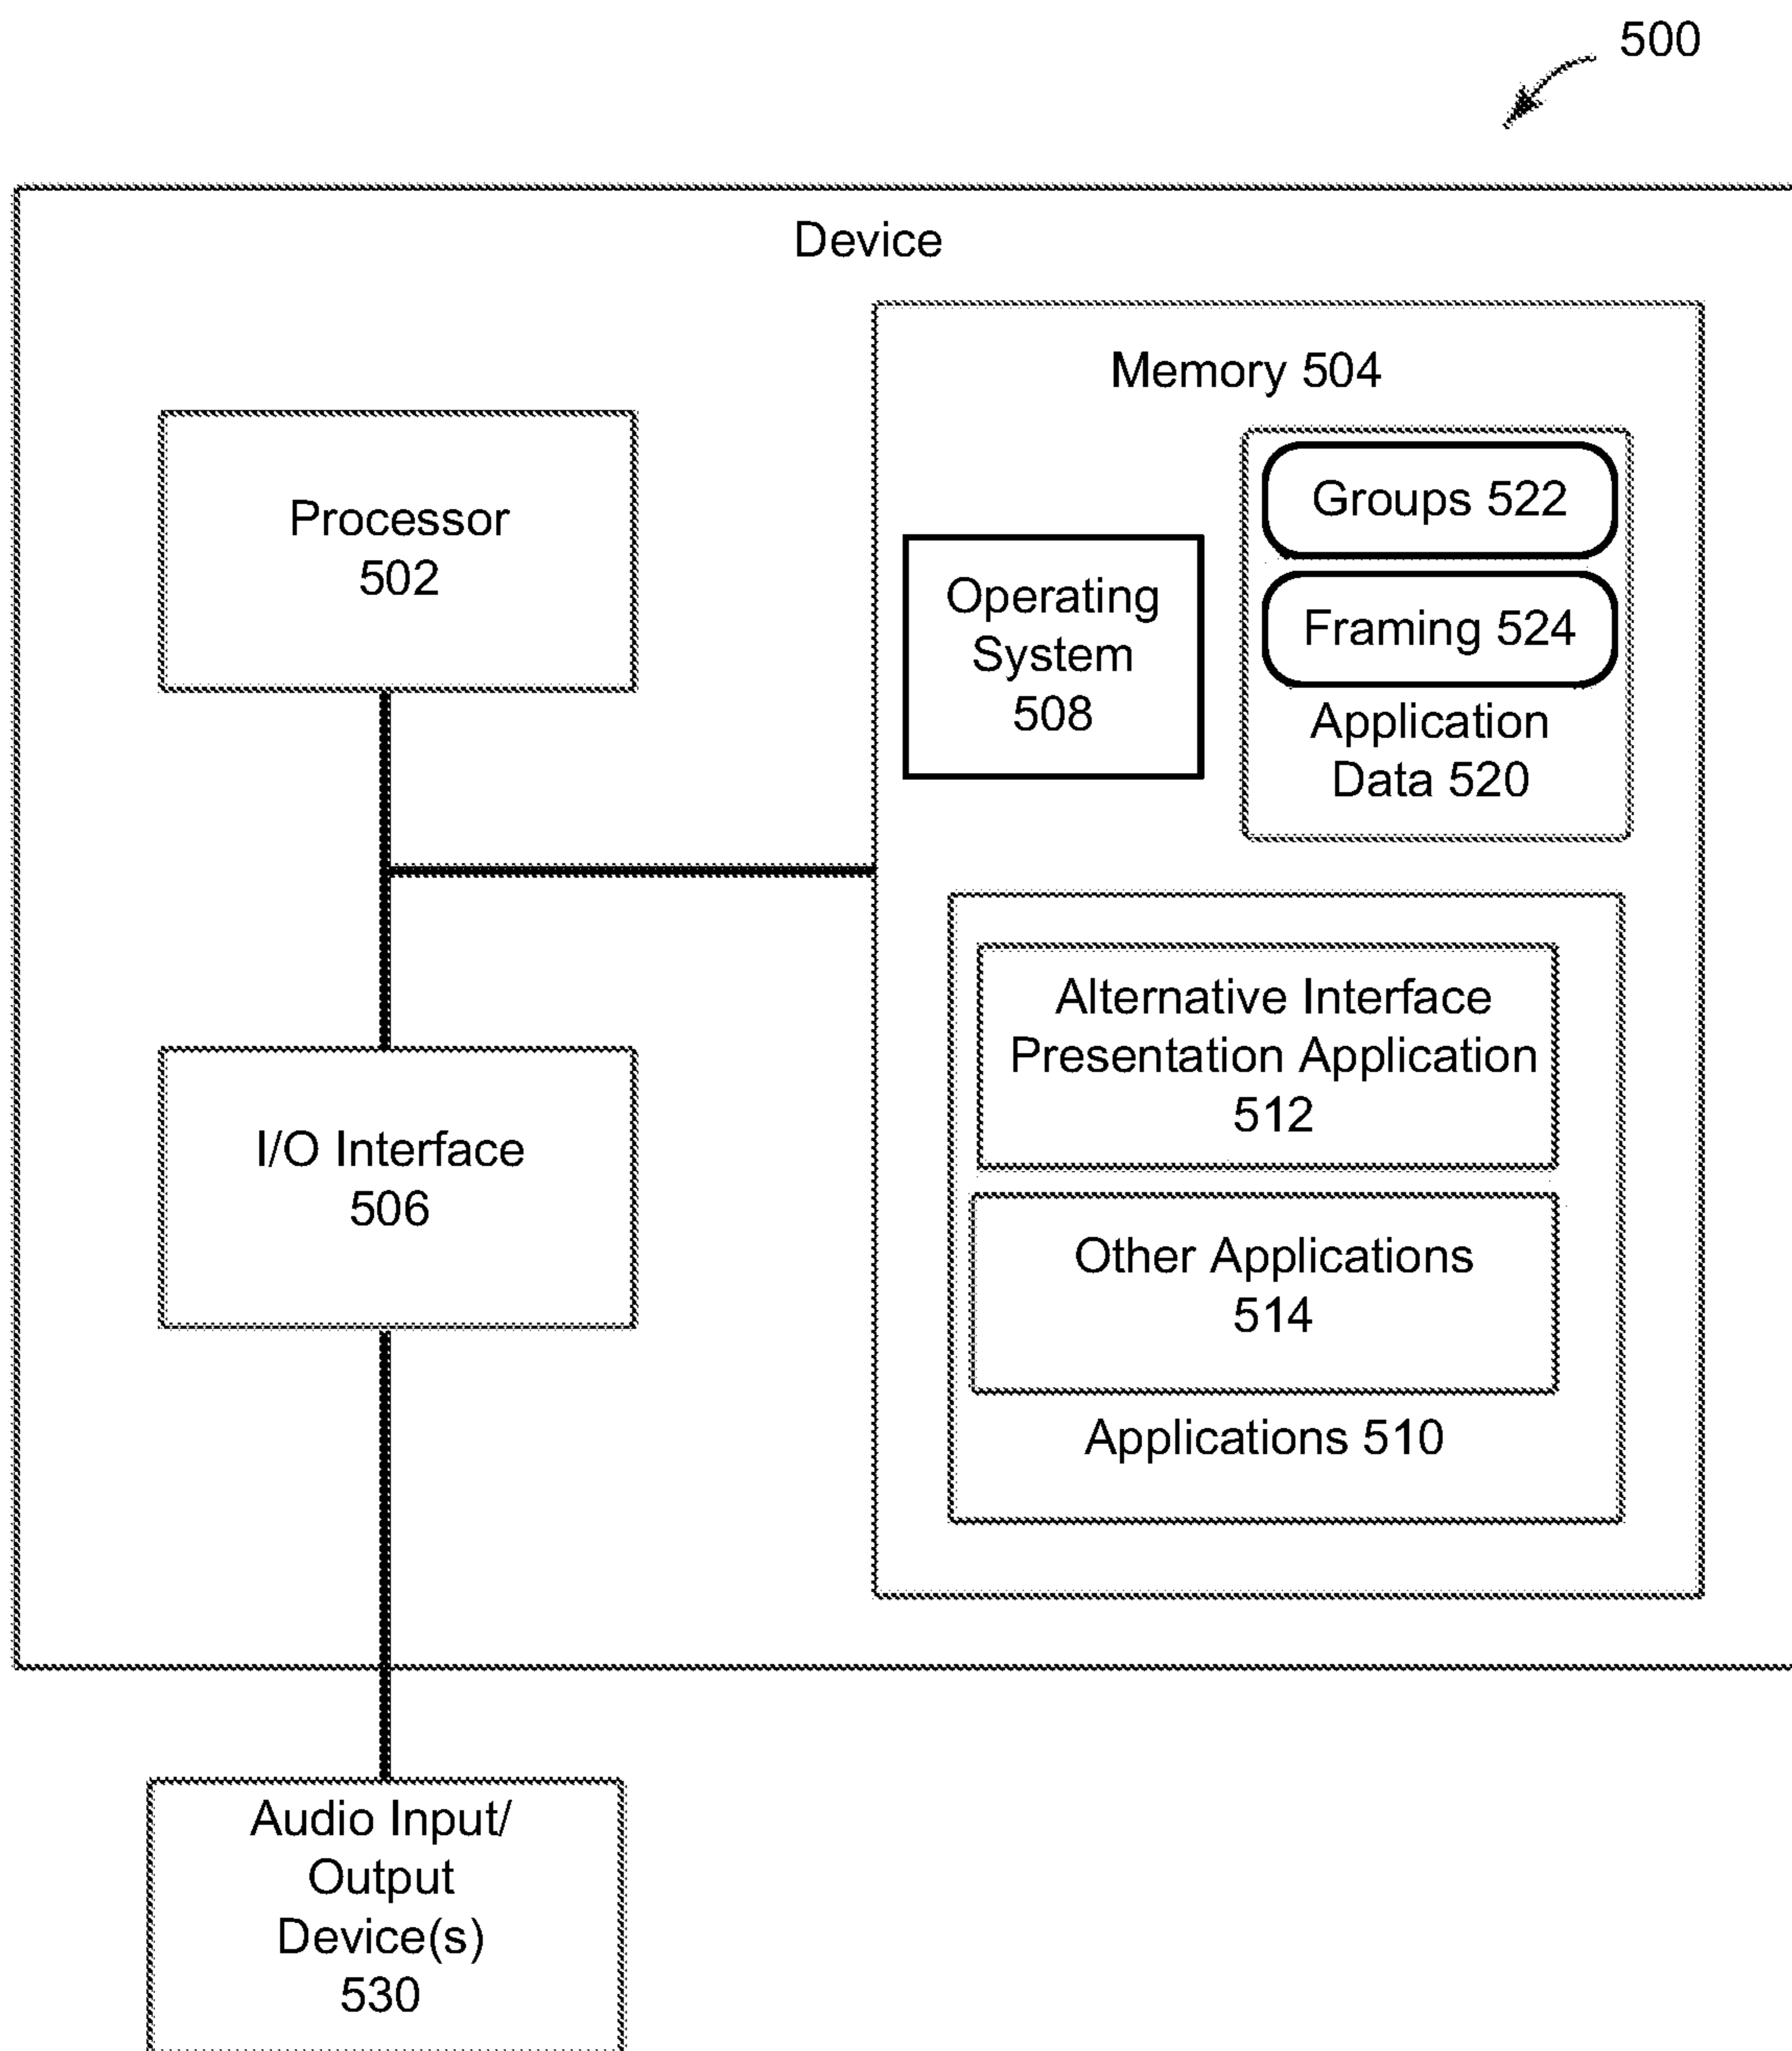 500
Device
Memory 504
Processor
502
Groups 522
Framing 524
Application
Data 520
Operating
System
508
Alternative Interface
Presentation Application
512
I/O Interface
506
Other Applications
514
Applications 510
Audio Input/
Output
Device(s)
530